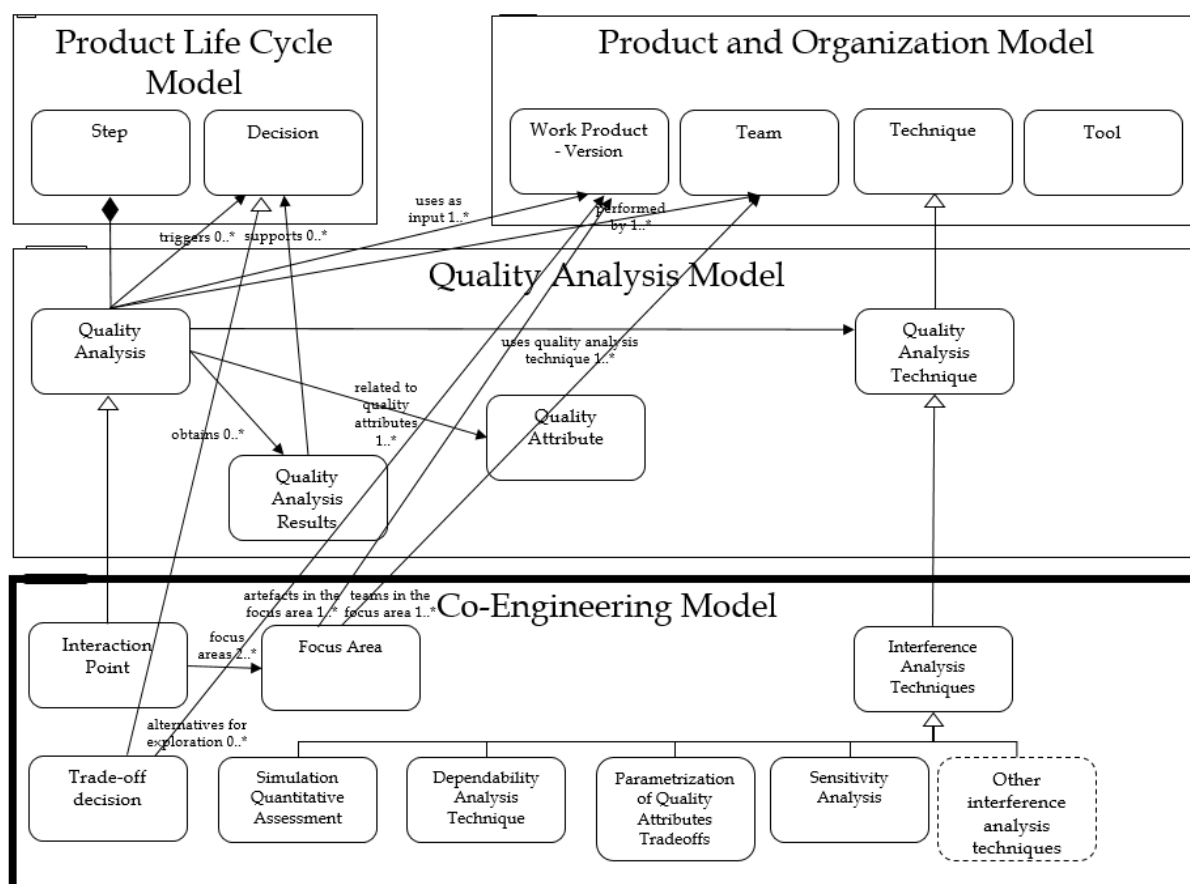 Product Life Cycle
Model
Product and Organization Model
Step
Decision
Work Product
- Version
Team
Technique
Tool
uses as
input 1..*
performed
by 1..*
triggers 0..*
supports 0..*
Quality Analysis Model
Quality
Analysis
uses quality analysis
technique 1..*
Quality
Analysis
Technique
related to
quality
attributes
1..*
Quality
Attribute
obtains 0..*
Quality
Analysis
Results
Co-Engineering Model
artefacts in the
focus area 1..*
teams in the
focus area 1..*
Interaction
Point
focus
areas 2..*
Focus Area
Interference
Analysis
Techniques
alternatives for
exploration 0..*
Trade-off
decision
Simulation
Quantitative
Assessment
Dependability
Analysis
Technique
Parametrization
of Quality
Attributes
Tradeoffs
Sensitivity
Analysis
Other
interference
analysis
techniques